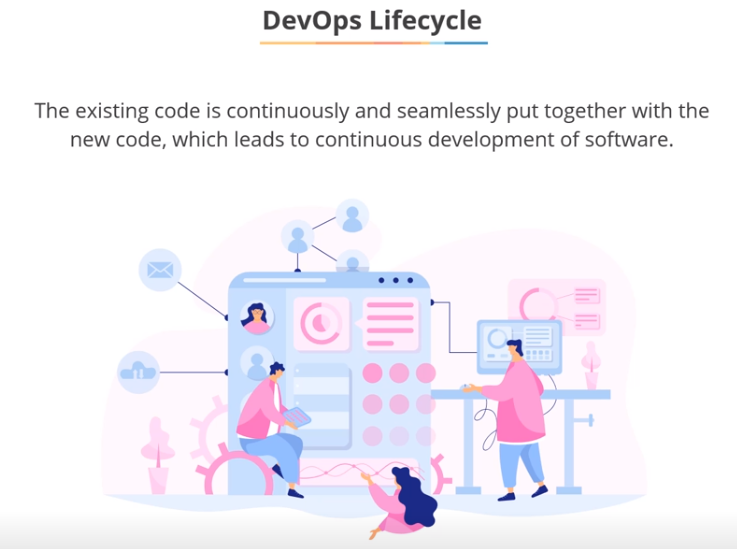 DevOps Lifecycle
The existing code is continuously and seamlessly put together with the
new code, which leads to continuous development of software.